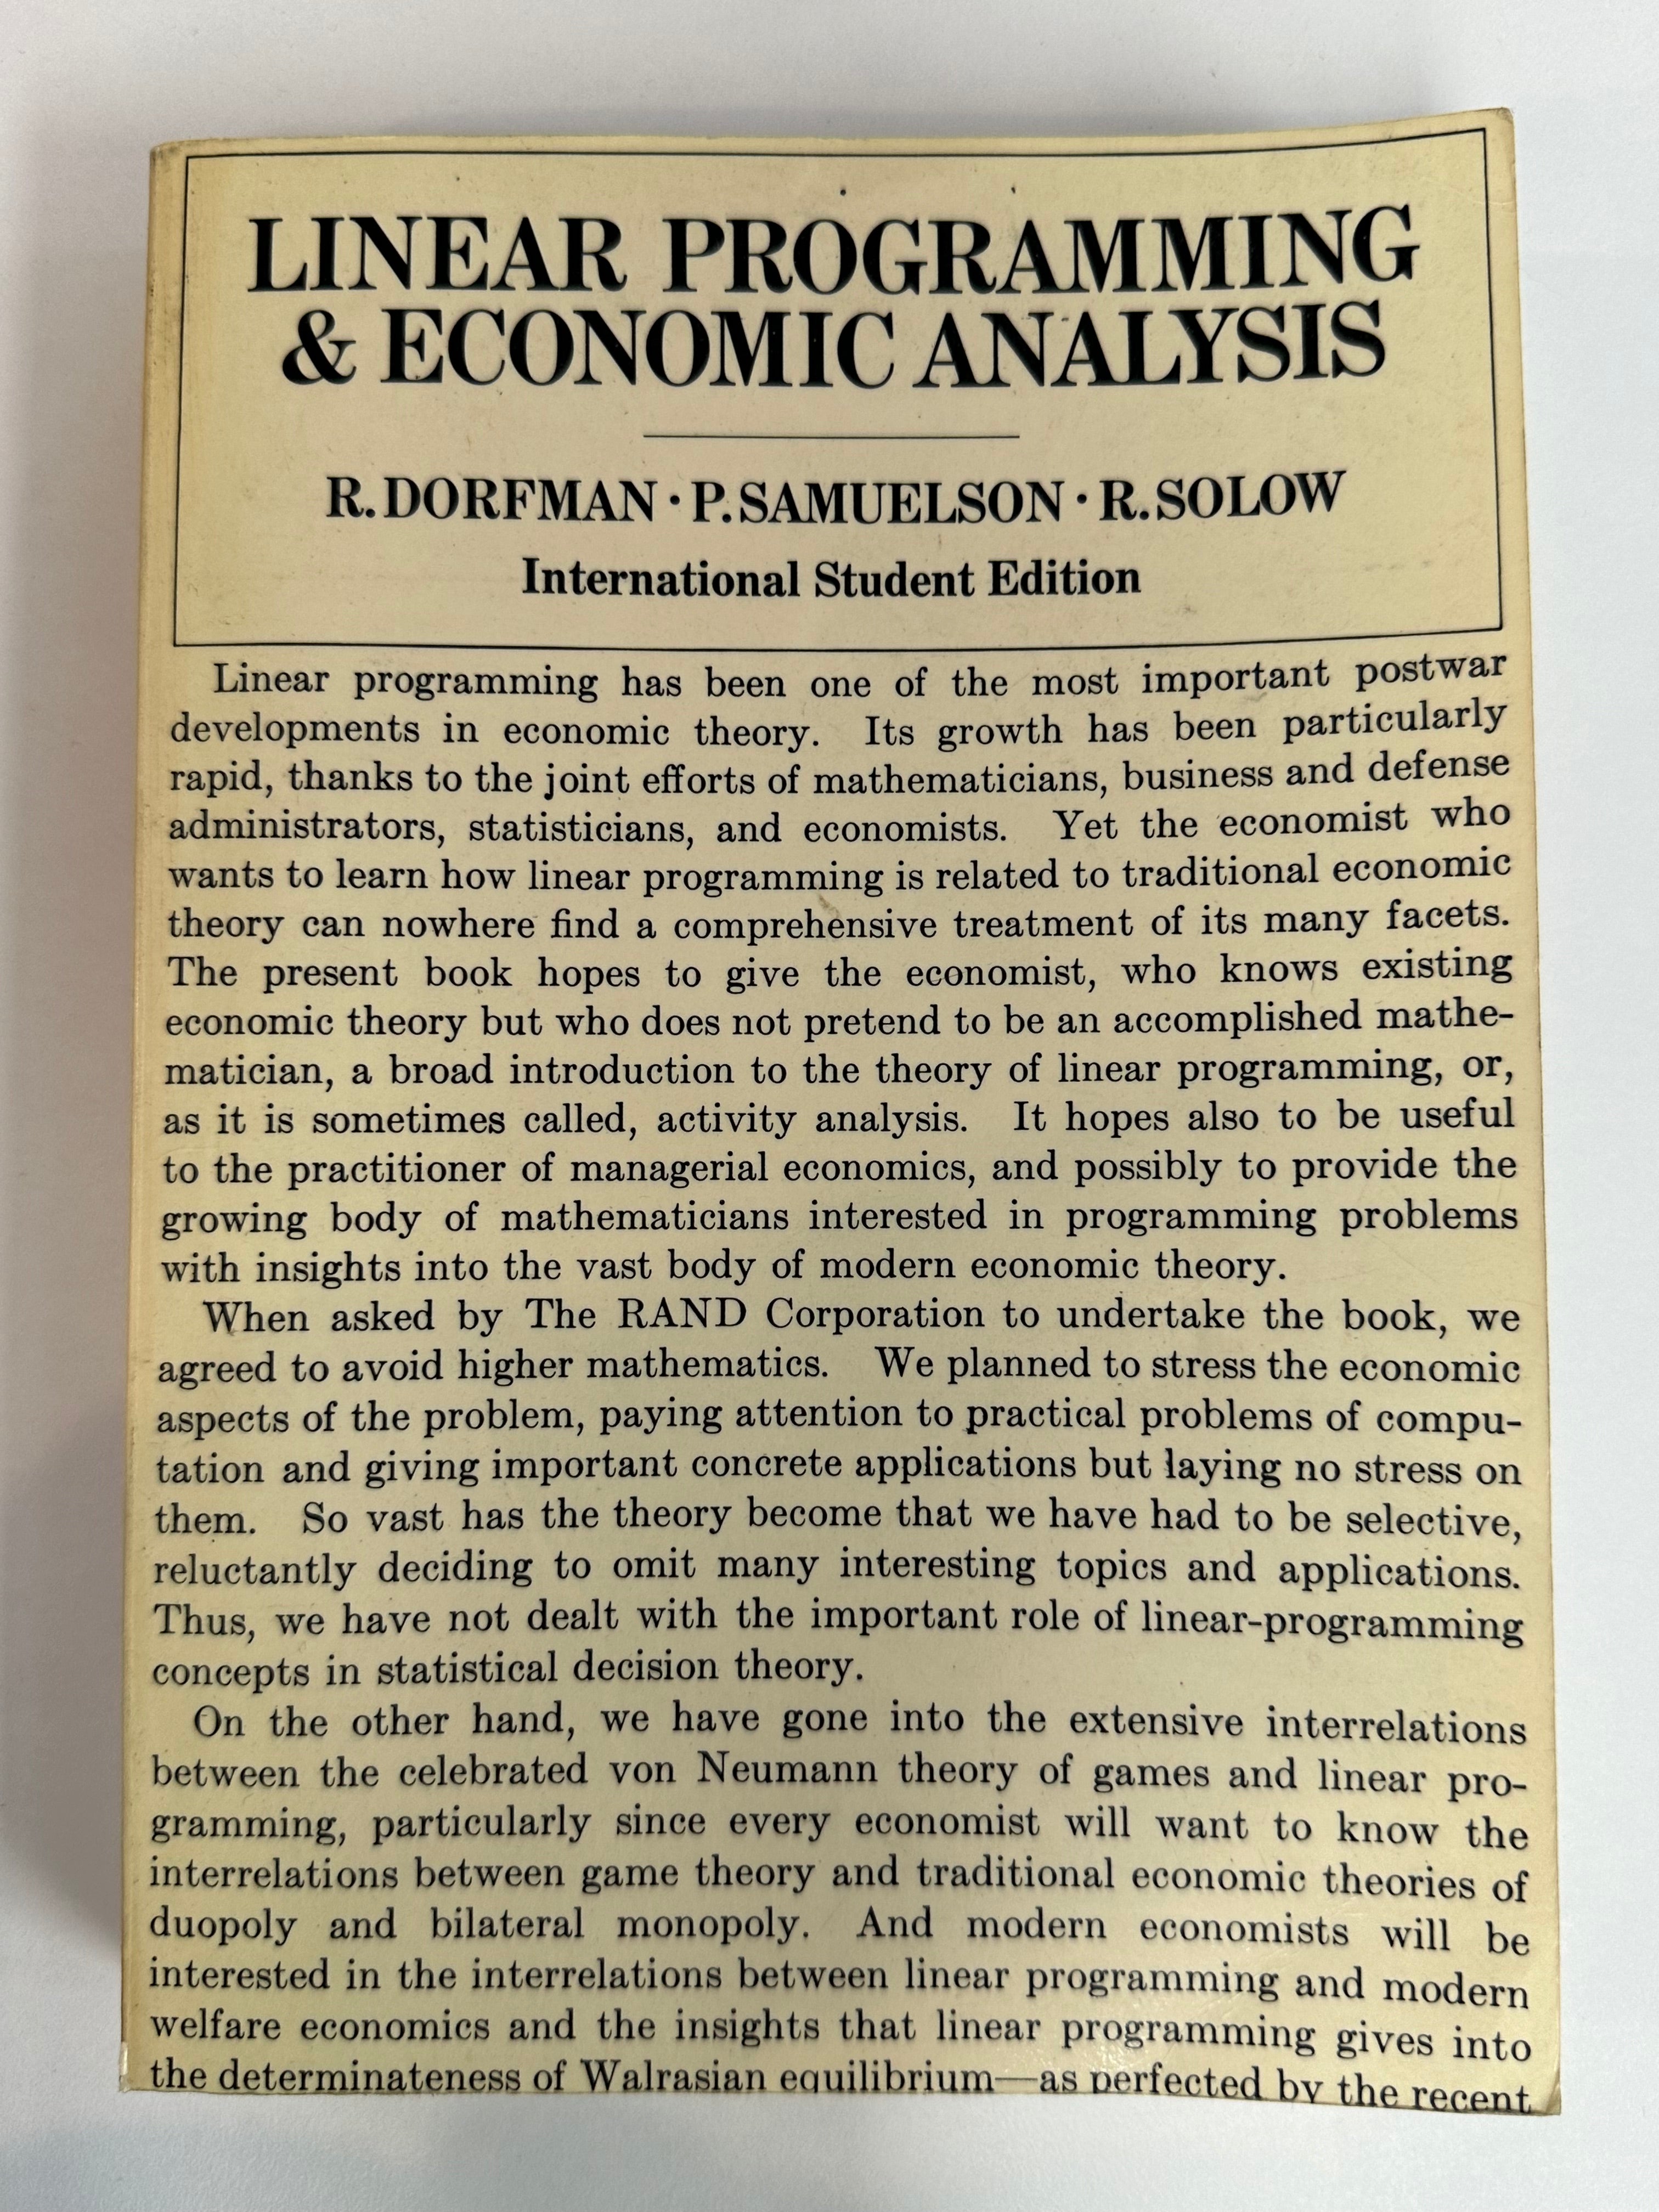 LINEAR PROGRAMMING
& ECONOMIC ANALYSIS
R. DORFMAN · P. SAMUELSON · R. SOLOW
International Student Edition
Linear programming has been one of the most important postwar
developments in economic theory. Its growth has been particularly
rapid, thanks to the joint efforts of mathematicians, business and defense
administrators, statisticians, and economists. Yet the economist who
wants to learn how linear programming is related to traditional economic
theory can nowhere find a comprehensive treatment of its many facets.
The present book hopes to give the economist, who knows existing
economic theory but who does not pretend to be an accomplished mathe-
matician, a broad introduction to the theory of linear programming, or,
as it is sometimes called, activity analysis. It hopes also to be useful
to the practitioner of managerial economics, and possibly to provide the
growing body of mathematicians interested in programming problems
with insights into the vast body of modern economic theory.
When asked by The RAND Corporation to undertake the book, we
agreed to avoid higher mathematics. We planned to stress the economic
aspects of the problem, paying attention to practical problems of compu-
tation and giving important concrete applications but laying no stress on
them. So vast has the theory become that we have had to be selective,
reluctantly deciding to omit many interesting topics and applications.
Thus, we have not dealt with the important role of linear-programming
concepts in statistical decision theory.
On the other hand, we have gone into the extensive interrelations
between the celebrated von Neumann theory of games and linear pro-
gramming, particularly since every economist will want to know the
interrelations between game theory and traditional economic theories of
duopoly and bilateral monopoly. And modern economists will be
interested in the interrelations between linear programming and modern
welfare economics and the insights that linear programming gives into
the determinateness of Walrasian equilibrium—as perfected by the recent